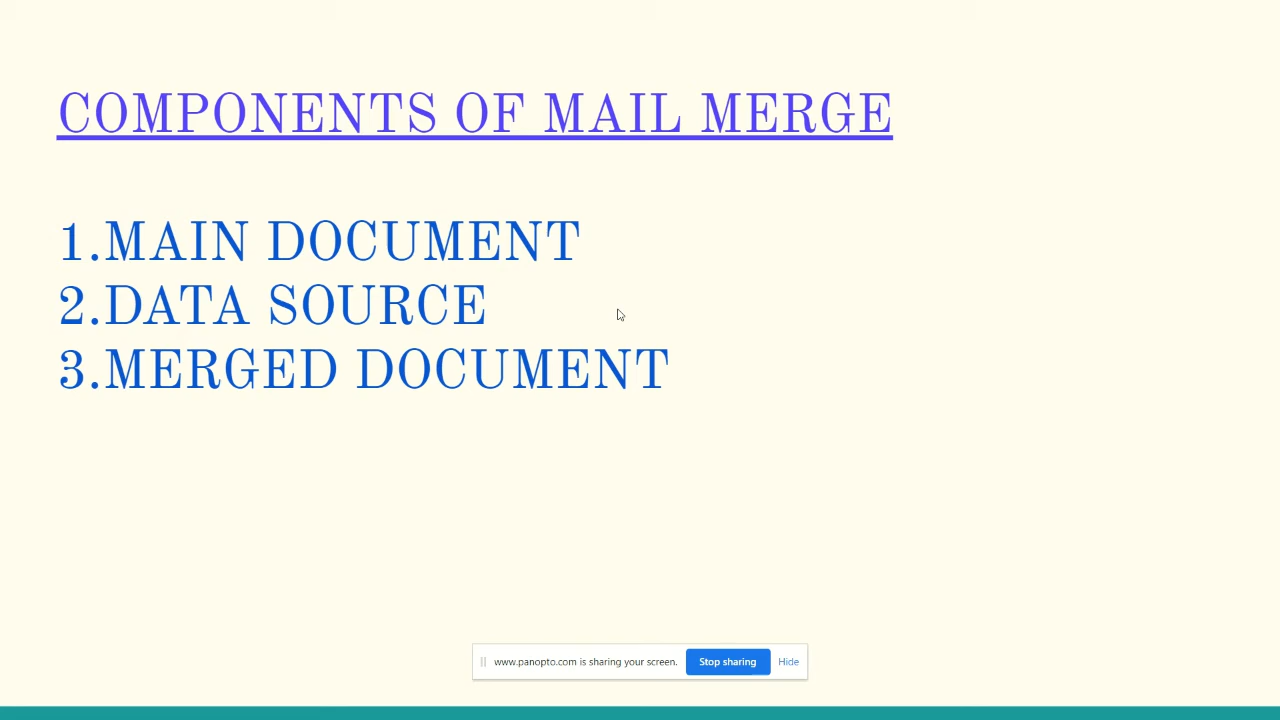 COMPONENTS OF MAIL MERGE
1.MAIN DOCUMENT
2.DATA SOURCE
3.MERGED DOCUMENT
www.panopto.com is sharing your screen. Stop sharing Hide